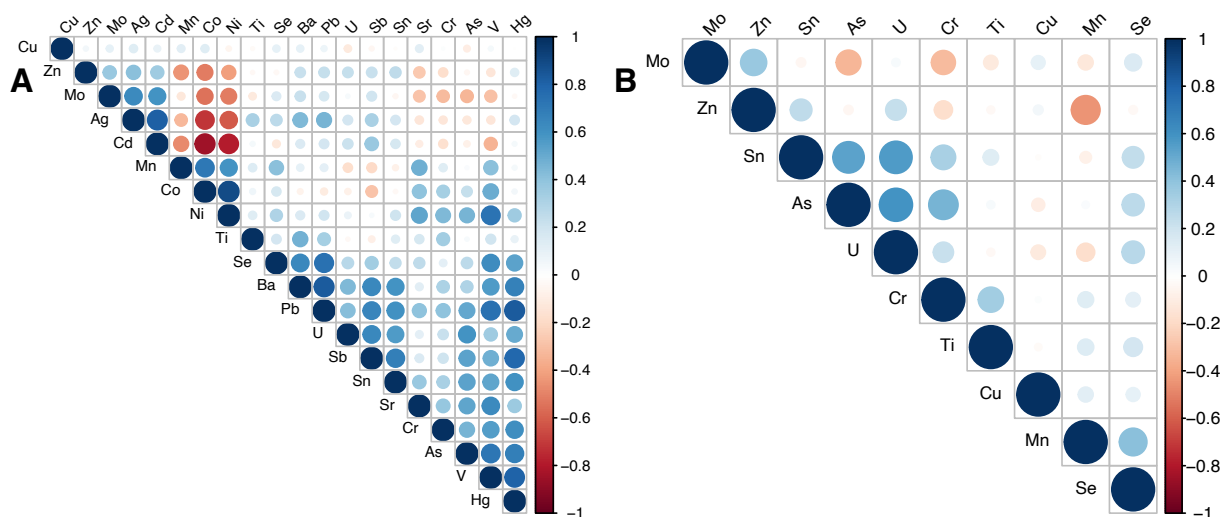 A
Cu Zn Mo Ag Cd Mn Co Ni Ti Se Ba Pb U Sb Sn Sr Cr As V Hg
Cu
Zn
Mo
Ag
Cd
Mn
Co
Ni
Ti
Se
Ba
Pb
U
Sb
Sn
Sr
Cr
As
V
Hg
1
0.8
0.6
0.4
0.2
0
−0.2
−0.4
−0.6
−0.8
−1
B
Mo Zn Sn As U Cr Ti Cu Mn Se
Mo
Zn
Sn
As
U
Cr
Ti
Cu
Mn
Se
1
0.8
0.6
0.4
0.2
0
−0.2
−0.4
−0.6
−0.8
−1